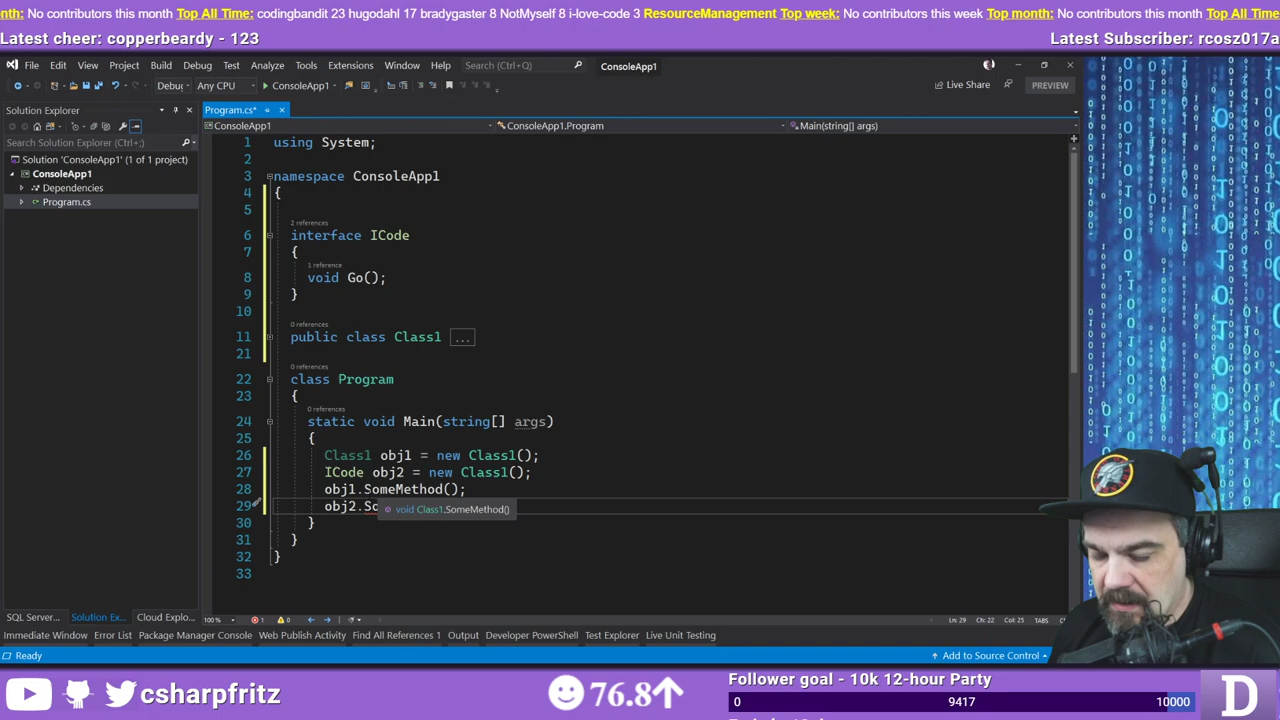 nth: No contributors this month Top All Time: codingbandit 23 hugodahl 17 bradygaster 8 NotMyself 8 i-love-code 3 ResourceManagement Top week: No contributors this week Top month: No contributors this month Top All Time
Latest cheer: copperbeardy - 123
Latest Subscriber: rcosz017a
File Edit View Project Build Debug Test Analyze Tools Extensions Window Help Search (Ctrl+Q) ConsoleApp1
Debug Any CPU ConsoleApp1 Live Share PREVIEW
Solution Explorer
Program.cs*
ConsoleApp1 ConsoleApp1.Program Main(string[] args)
Search Solution Explorer (Ctrl+;)
Solution 'ConsoleApp1' (1 of 1 project)
ConsoleApp1
Dependencies
Program.cs
1 using System;
2
3 namespace ConsoleApp1
4 {
5
2 references
6 interface ICode
7 {
1 reference
8 void Go();
9 }
10
0 references
11 public class Class1 ...
21
0 references
22 class Program
23 {
0 references
24 static void Main(string[] args)
25 {
26 Class1 obj1 = new Class1();
27 ICode obj2 = new Class1();
28 obj1.SomeMethod();
29 obj2.So
void Class1.SomeMethod()
30 }
31 }
32 }
33
SQL Server... Solution Ex... Cloud Explo...
100% 1 0 Ln: 29 Ch: 22 Col: 25 TABS
Immediate Window Error List Package Manager Console Web Publish Activity Find All References 1 Output Developer PowerShell Test Explorer Live Unit Testing
Ready Add to Source Control
csharpfritz
76.8
Follower goal - 10k 12-hour Party
0 9417 10000
D